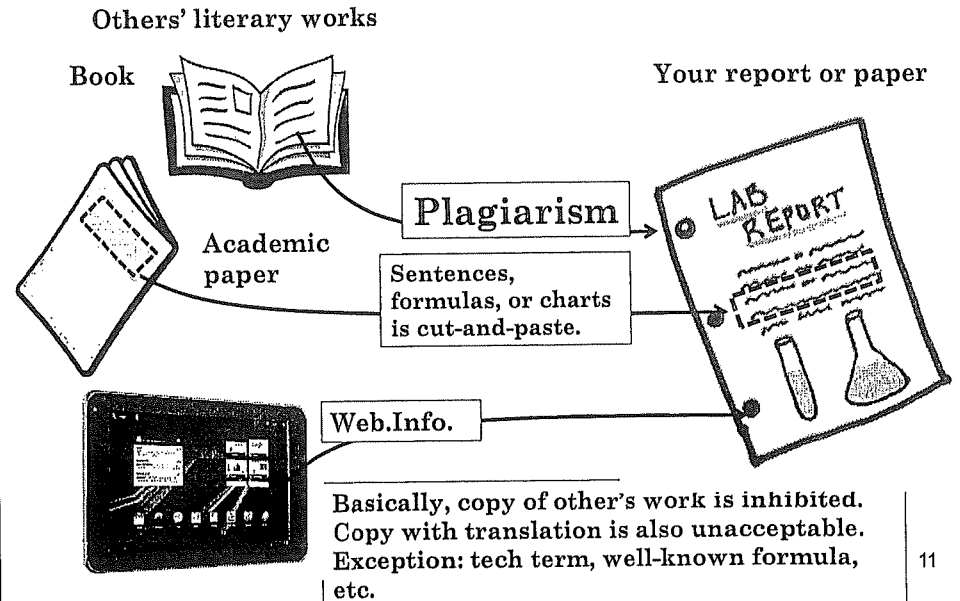 Others' literary works
Book
Your report or paper
Plagiarism
LAB
REPORT
Academic
paper
Sentences,
formulas, or charts
is cut-and-paste.
Web.Info.
Basically, copy of other's work is inhibited.
Copy with translation is also unacceptable.
Exception: tech term, well-known formula,
etc.
11